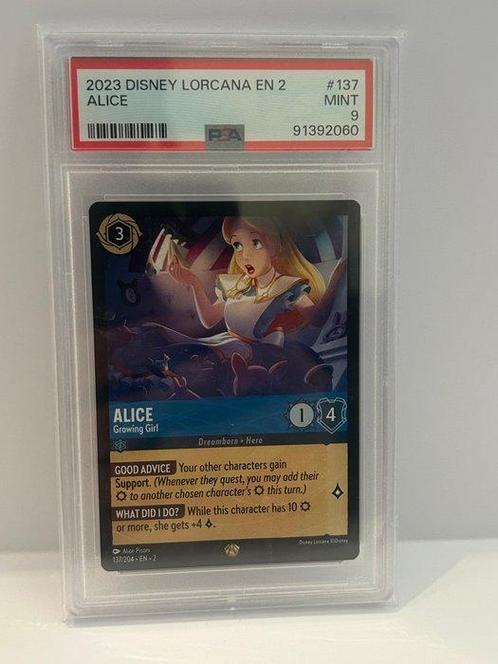 2023 DISNEY LORCANA EN 2 #137
ALICE MINT
9
PSA 91392060
3
ALICE
Growing Girl
1 4
Dreamborn • Hero
GOOD ADVICE Your other characters gain
Support. (Whenever they quest, you may add their
to another chosen character's this turn.)
WHAT DID I DO? While this character has 10
or more, she gets +4 .
Alice Pisoni
137/204 • EN • 2
Disney Lorcana ©Disney